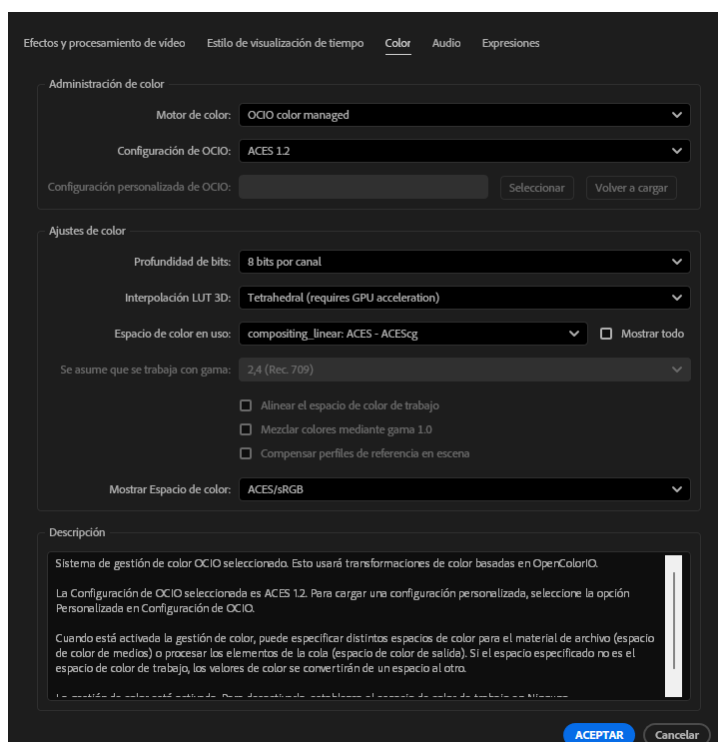 Efectos y procesamiento de vídeo Estilo de visualización de tiempo Color Audio Expresiones
Administración de color
Motor de color: OCIO color managed
Configuración de OCIO: ACES 1.2
Configuración personalizada de OCIO: Seleccionar Volver a cargar
Ajustes de color
Profundidad de bits: 8 bits por canal
Interpolación LUT 3D: Tetrahedral (requires GPU acceleration)
Espacio de color en uso: compositing_linear: ACES - ACEScg Mostrar todo
Se asume que se trabaja con gama: 2,4 (Rec. 709)
Alinear el espacio de color de trabajo
Mezclar colores mediante gama 1.0
Compensar perfiles de referencia en escena
Mostrar Espacio de color: ACES/sRGB
Descripción
Sistema de gestión de color OCIO seleccionado. Esto usará transformaciones de color basadas en OpenColorIO.
La Configuración de OCIO seleccionada es ACES 1.2. Para cargar una configuración personalizada, seleccione la opción
Personalizada en Configuración de OCIO.
Cuando está activada la gestión de color, puede especificar distintos espacios de color para el material de archivo (espacio
de color de medios) o procesar los elementos de la cola (espacio de color de salida). Si el espacio especificado no es el
espacio de color de trabajo, los valores de color se convertirán de un espacio al otro.
ACEPTAR Cancelar